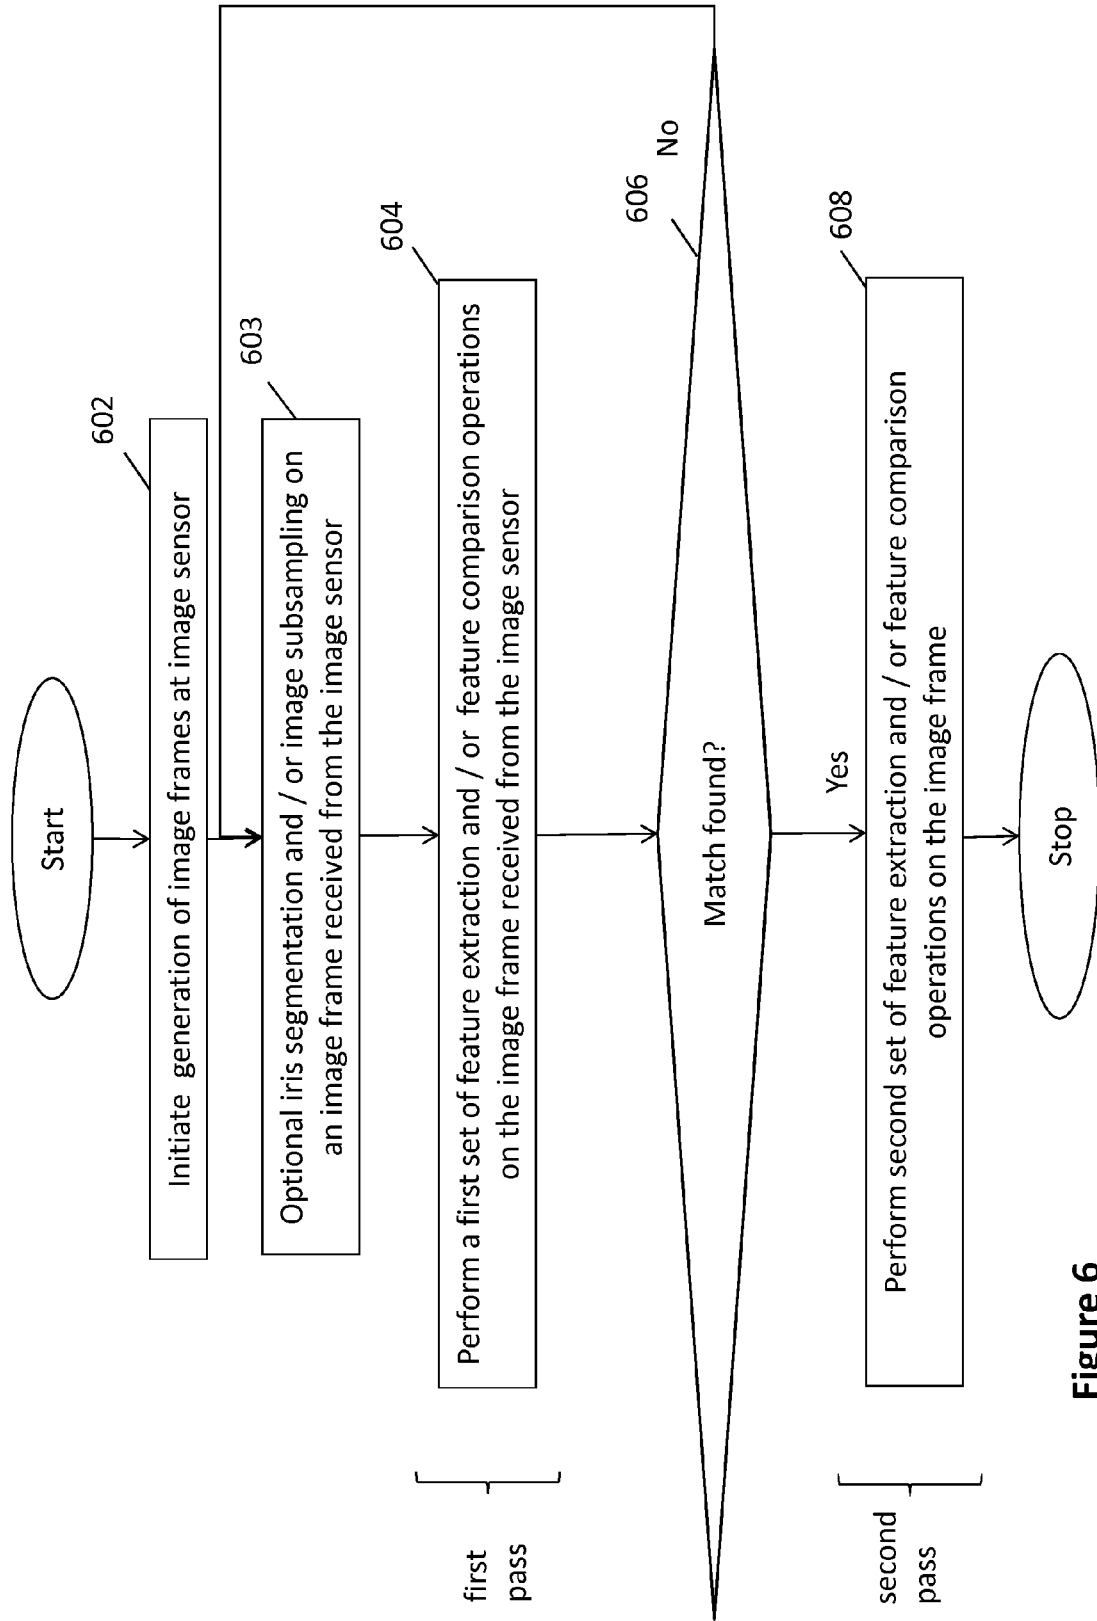 Start
602
Initiate generation of image frames at image sensor
603
Optional iris segmentation and / or image subsampling on
an image frame received from the image sensor
604
first
pass
Perform a first set of feature extraction and / or feature comparison operations
on the image frame received from the image sensor
606
No
Match found?
Yes
608
second
pass
Perform second set of feature extraction and / or feature comparison
operations on the image frame
Stop
Figure 6